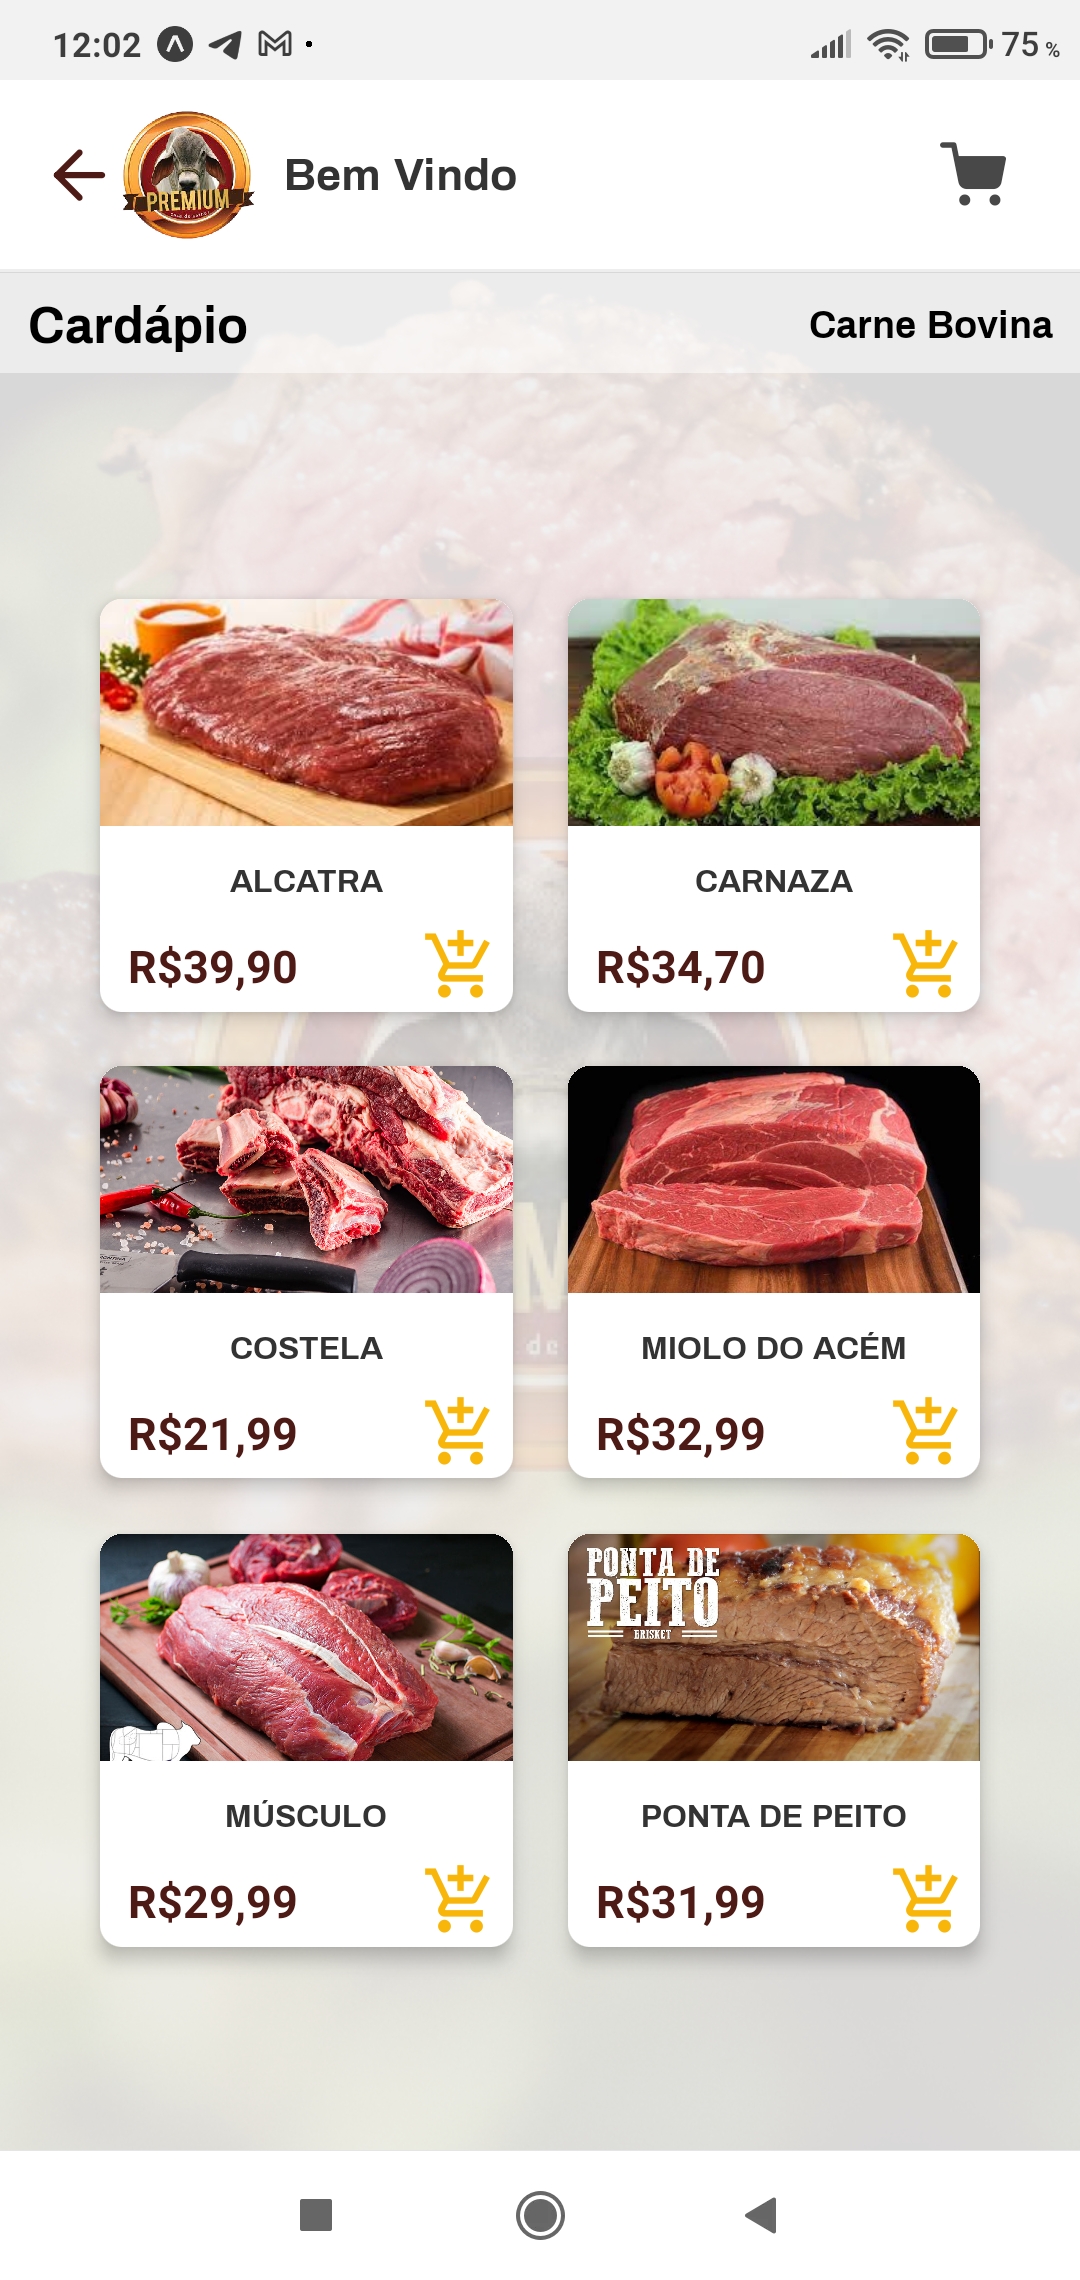 12:02
75 %
PREMIUM
Bem Vindo
Cardápio
Carne Bovina
ALCATRA
CARNAZA
R$39,90
R$34,70
COSTELA
MIOLO DO ACÉM
R$21,99
R$32,99
PONTA DE
PEITO
BRISKET
MÚSCULO
PONTA DE PEITO
R$29,99
R$31,99